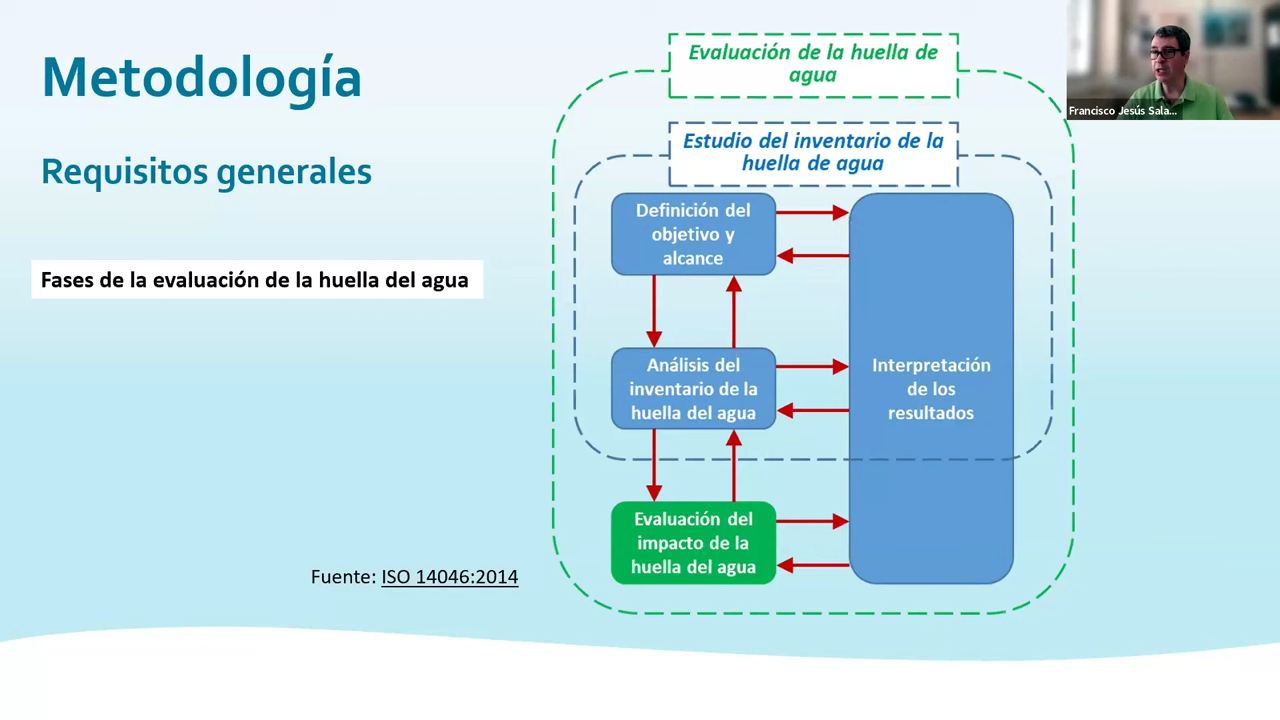 Metodología
Requisitos generales
Fases de la evaluación de la huella del agua
Fuente: ISO 14046:2014
Evaluación de la huella de
agua
Estudio del inventario de la
huella de agua
Definición del
objetivo y
alcance
Análisis del
inventario de la
huella del agua
Evaluación del
impacto de la
huella del agua
Interpretación
de los
resultados
Francisco Jesús Sala...